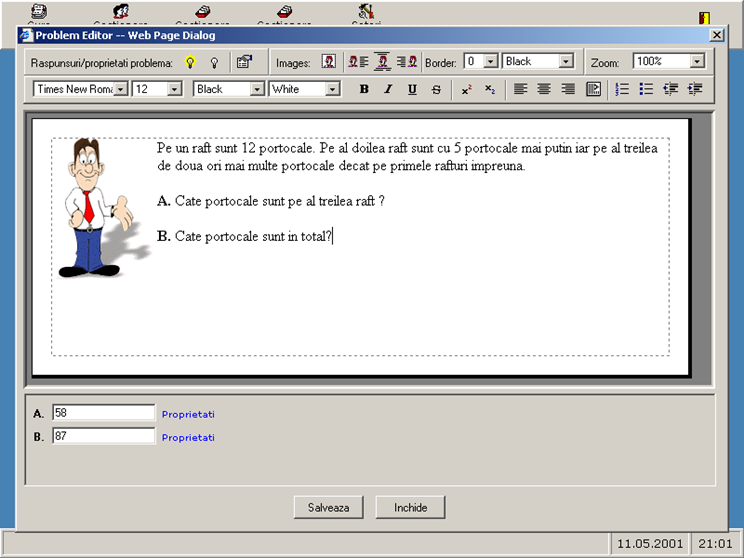 Problem Editor -- Web Page Dialog
Raspunsuri/proprietati problema: Images: Border: 0 Black Zoom: 100%
Times New Roma 12 Black White B I U S x² x₂
Pe un raft sunt 12 portocale. Pe al doilea raft sunt cu 5 portocale mai putin iar pe al treilea
de doua ori mai multe portocale decat pe primele rafturi impreuna.
A. Cate portocale sunt pe al treilea raft ?
B. Cate portocale sunt in total?
A. 58 Proprietati
B. 87 Proprietati
Salveaza Inchide
11.05.2001 21:01